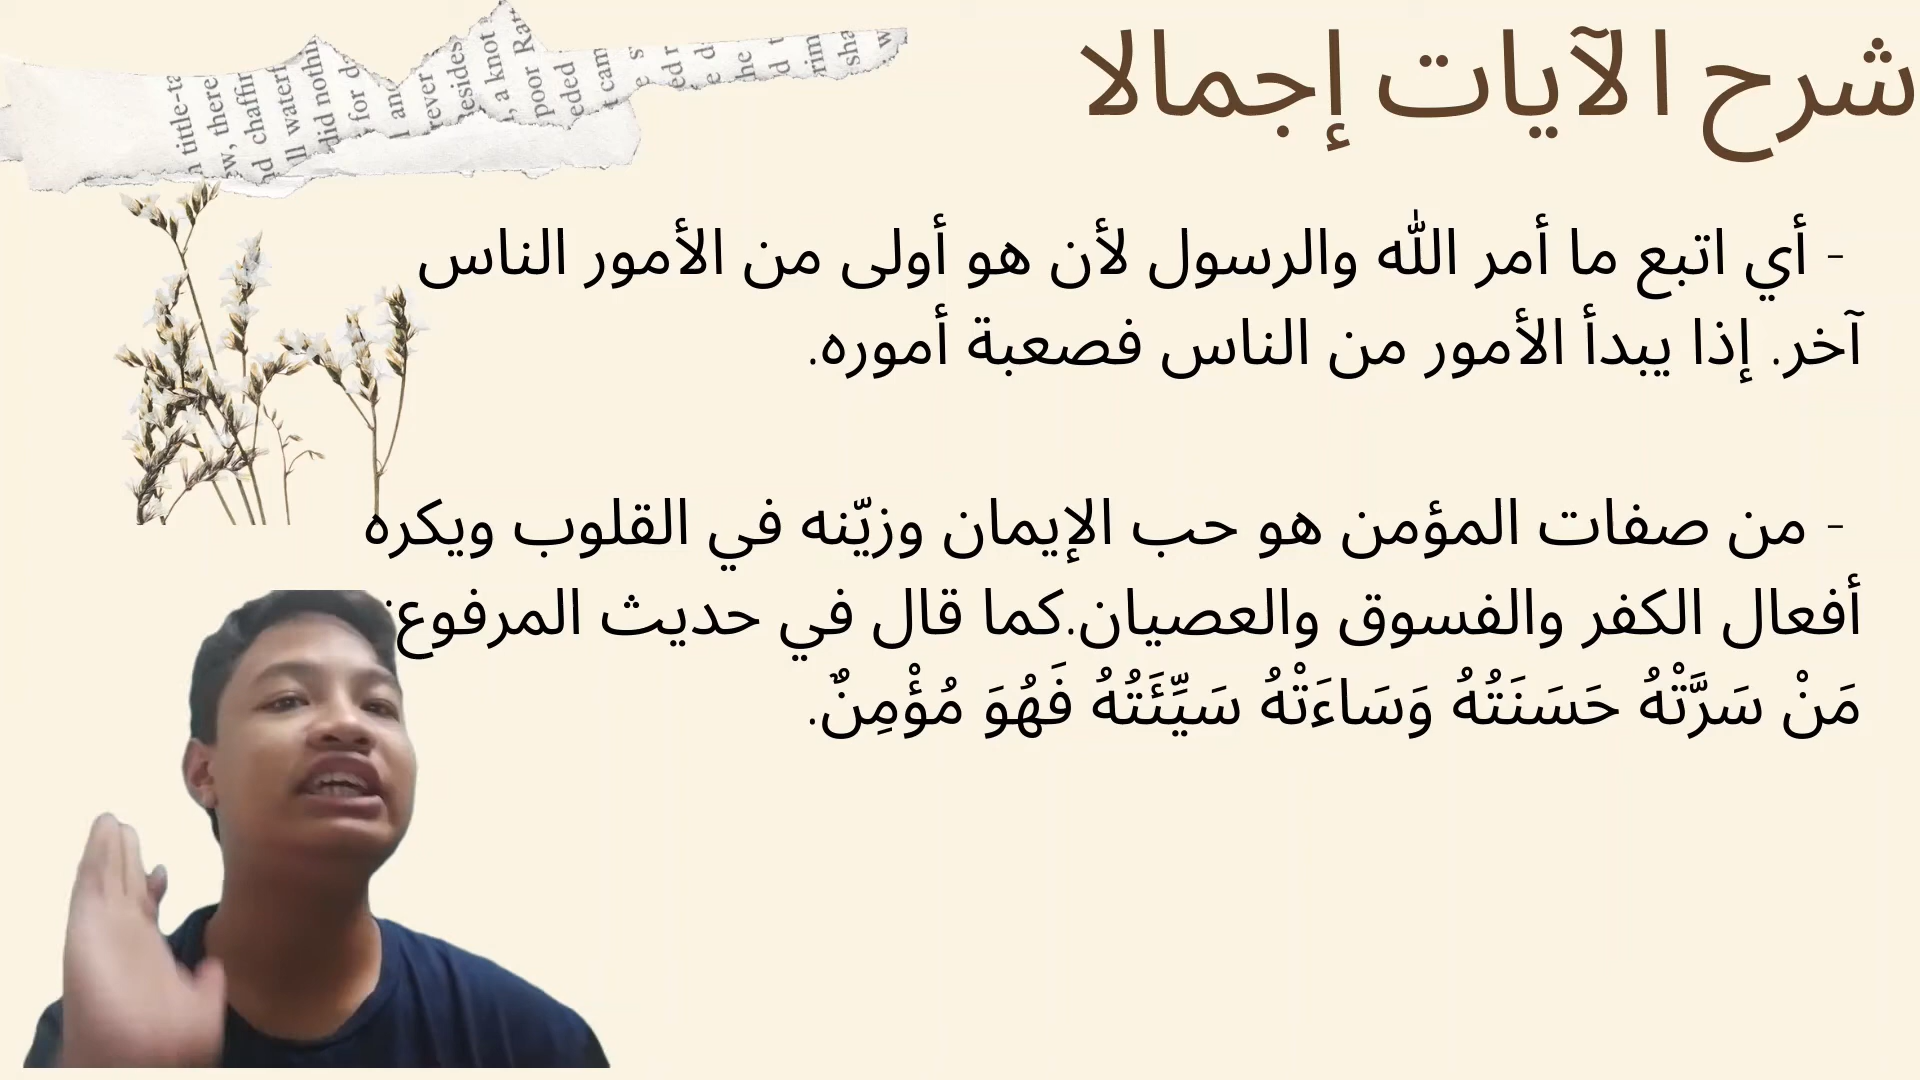 شرح الآيات إجمالا
- أي اتبع ما أمر الله والرسول لأن هو أولى من الأمور الناس
آخر. إذا يبدأ الأمور من الناس فصعبة أموره.
- من صفات المؤمن هو حب الإيمان وزيّنه في القلوب ويكره
أفعال الكفر والفسوق والعصيان.كما قال في حديث المرفوع:
مَنْ سَرَّتْهُ حَسَنَتُهُ وَسَاءَتْهُ سَيِّئَتُهُ فَهُوَ مُؤْمِنٌ.